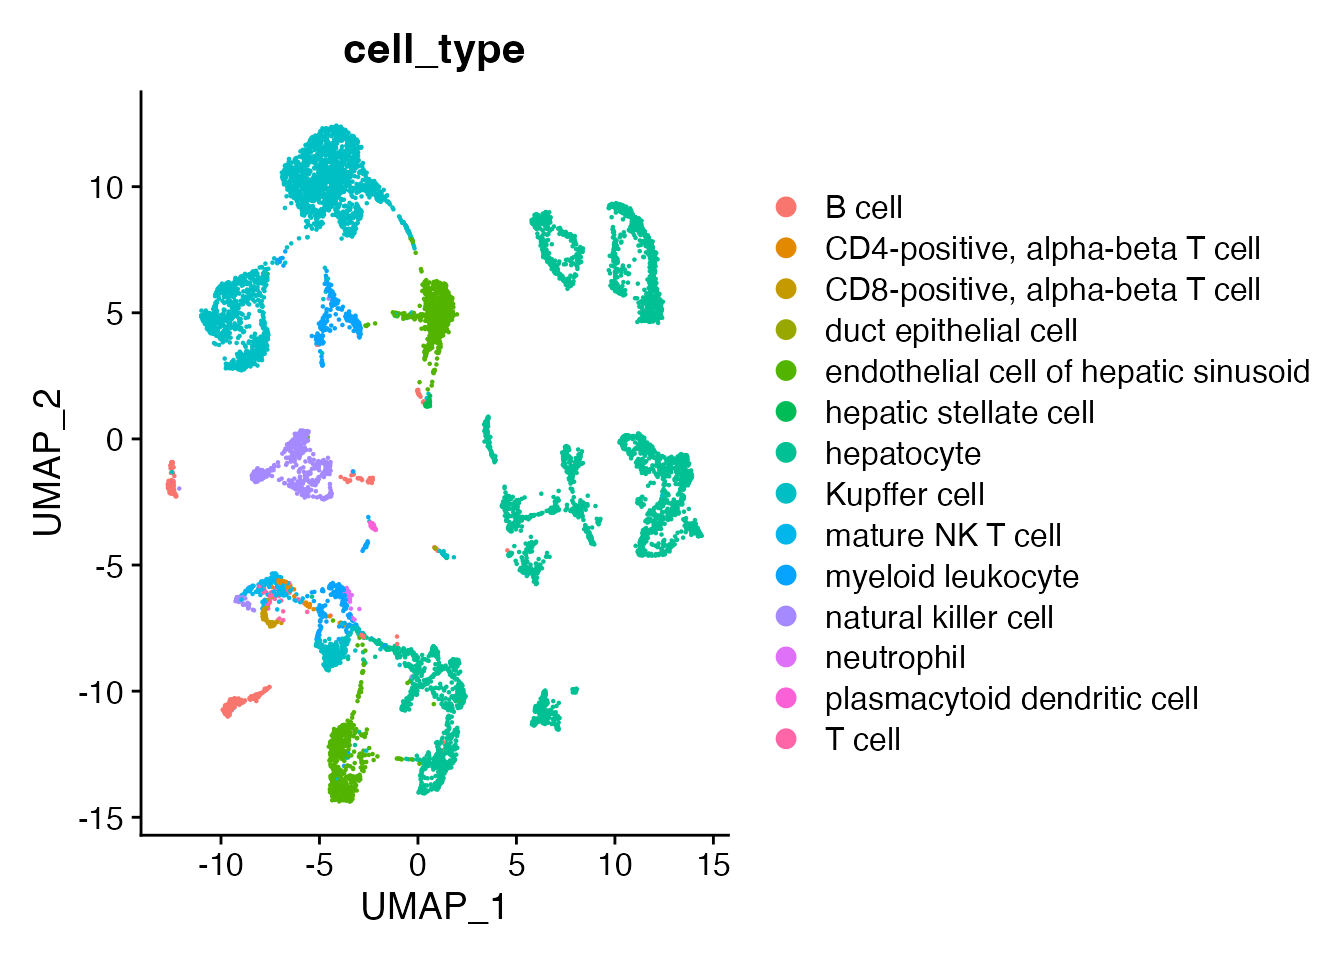 cell_type
10
5
0
-5
-10
-15
UMAP_2
-10 -5 0 5 10 15
UMAP_1
B cell
CD4-positive, alpha-beta T cell
CD8-positive, alpha-beta T cell
duct epithelial cell
endothelial cell of hepatic sinusoid
hepatic stellate cell
hepatocyte
Kupffer cell
mature NK T cell
myeloid leukocyte
natural killer cell
neutrophil
plasmacytoid dendritic cell
T cell